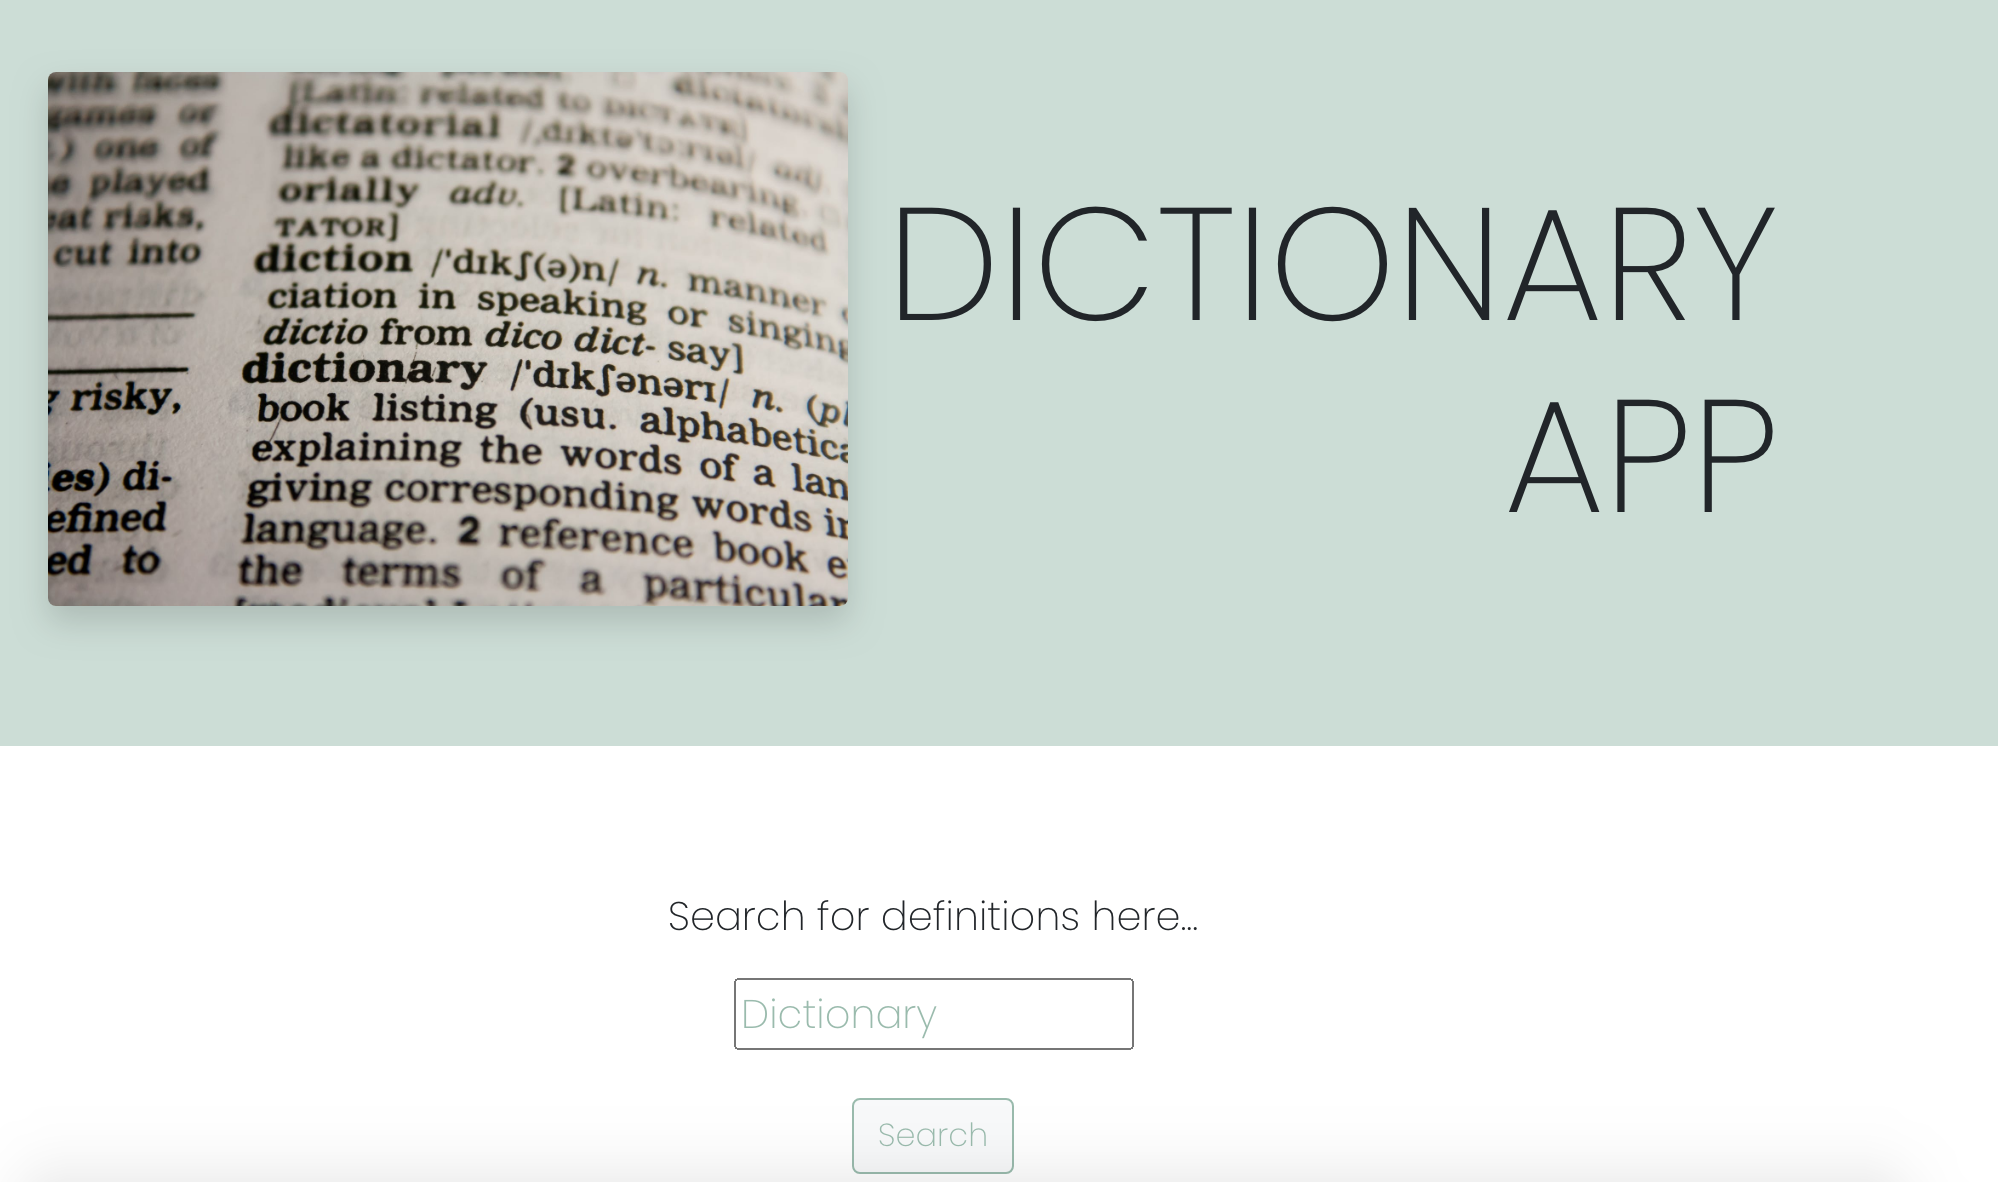 with faces
games or
.) one of
played
eat risks,
cut into
g risky,
ies) di-
efined
ed to
[Latin: related to DICTATE]
dictatorial /ˌdɪktəˈtɔːrɪəl/ adj.
like a dictator. 2 overbearing.
orially adv. [Latin: related
TATOR]
diction /ˈdɪkʃ(ə)n/ n. manner
ciation in speaking or singing
dictio from dico dict- say]
dictionary /ˈdɪkʃənərɪ/ n. (pl
book listing (usu. alphabetica
explaining the words of a lan
giving corresponding words in
language. 2 reference book e
the terms of a particular
DICTIONARY
APP
Search for definitions here...
Dictionary
Search